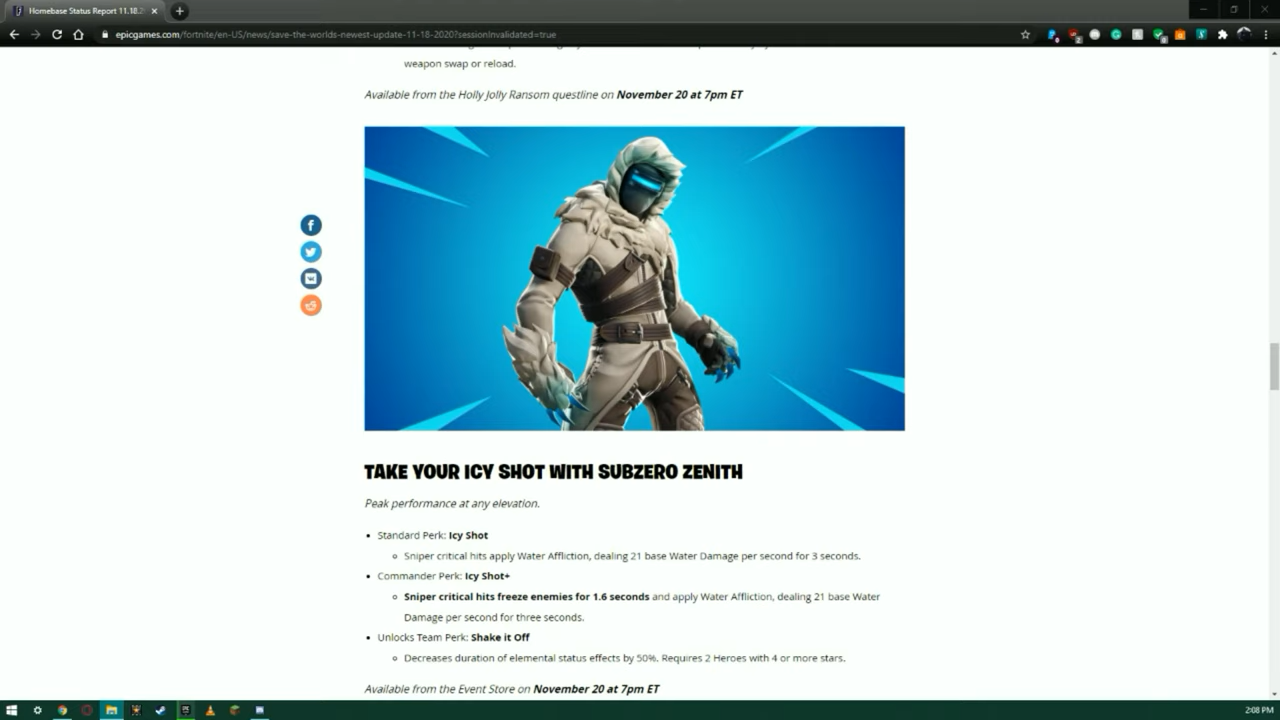 Homebase Status Report 11.18.2
epicgames.com/fortnite/en-US/news/save-the-worlds-newest-update-11-18-2020?sessionInvalidated=true
weapon swap or reload.
Available from the Holly Jolly Ransom questline on November 20 at 7pm ET
TAKE YOUR ICY SHOT WITH SUBZERO ZENITH
Peak performance at any elevation.
• Standard Perk: Icy Shot
Sniper critical hits apply Water Affliction, dealing 21 base Water Damage per second for 3 seconds.
• Commander Perk: Icy Shot+
Sniper critical hits freeze enemies for 1.6 seconds and apply Water Affliction, dealing 21 base Water
Damage per second for three seconds.
• Unlocks Team Perk: Shake it Off
Decreases duration of elemental status effects by 50%. Requires 2 Heroes with 4 or more stars.
Available from the Event Store on November 20 at 7pm ET
2:08 PM